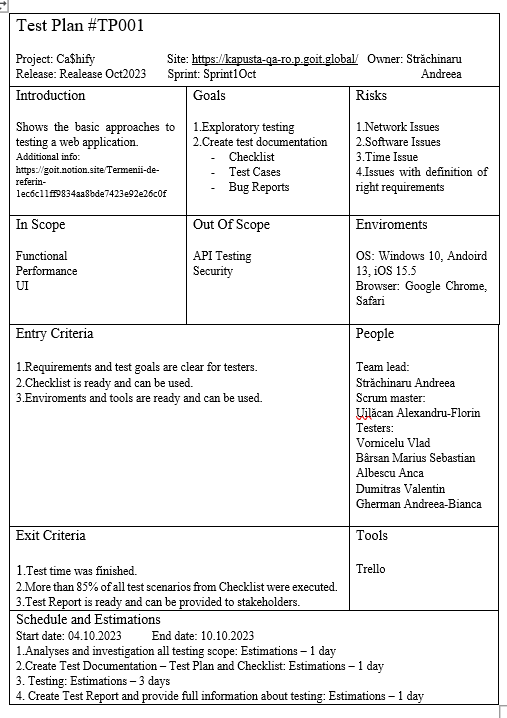 Test Plan #TP001
Project: Ca$hify Site: https://kapusta-qa-ro.p.goit.global/ Owner: Străchinaru
Release: Realease Oct2023 Sprint: Sprint1Oct Andreea
Introduction
Shows the basic approaches to
testing a web application.
Additional info:
https://goit.notion.site/Termenii-de-
referin-
1ec6c11ff9834aa8bde7423e92e26c0f
Goals
1.Exploratory testing
2.Create test documentation
- Checklist
- Test Cases
- Bug Reports
Risks
1.Network Issues
2.Software Issues
3.Time Issue
4.Issues with definition of
right requirements
In Scope
Functional
Performance
UI
Out Of Scope
API Testing
Security
Enviroments
OS: Windows 10, Andoird
13, iOS 15.5
Browser: Google Chrome,
Safari
Entry Criteria
1.Requirements and test goals are clear for testers.
2.Checklist is ready and can be used.
3.Enviroments and tools are ready and can be used.
People
Team lead:
Străchinaru Andreea
Scrum master:
Ujlăcan Alexandru-Florin
Testers:
Vornicelu Vlad
Bârsan Marius Sebastian
Albescu Anca
Dumitras Valentin
Gherman Andreea-Bianca
Exit Criteria
1.Test time was finished.
2.More than 85% of all test scenarios from Checklist were executed.
3.Test Report is ready and can be provided to stakeholders.
Tools
Trello
Schedule and Estimations
Start date: 04.10.2023 End date: 10.10.2023
1.Analyses and investigation all testing scope: Estimations – 1 day
2.Create Test Documentation – Test Plan and Checklist: Estimations – 1 day
3. Testing: Estimations – 3 days
4. Create Test Report and provide full information about testing: Estimations – 1 day